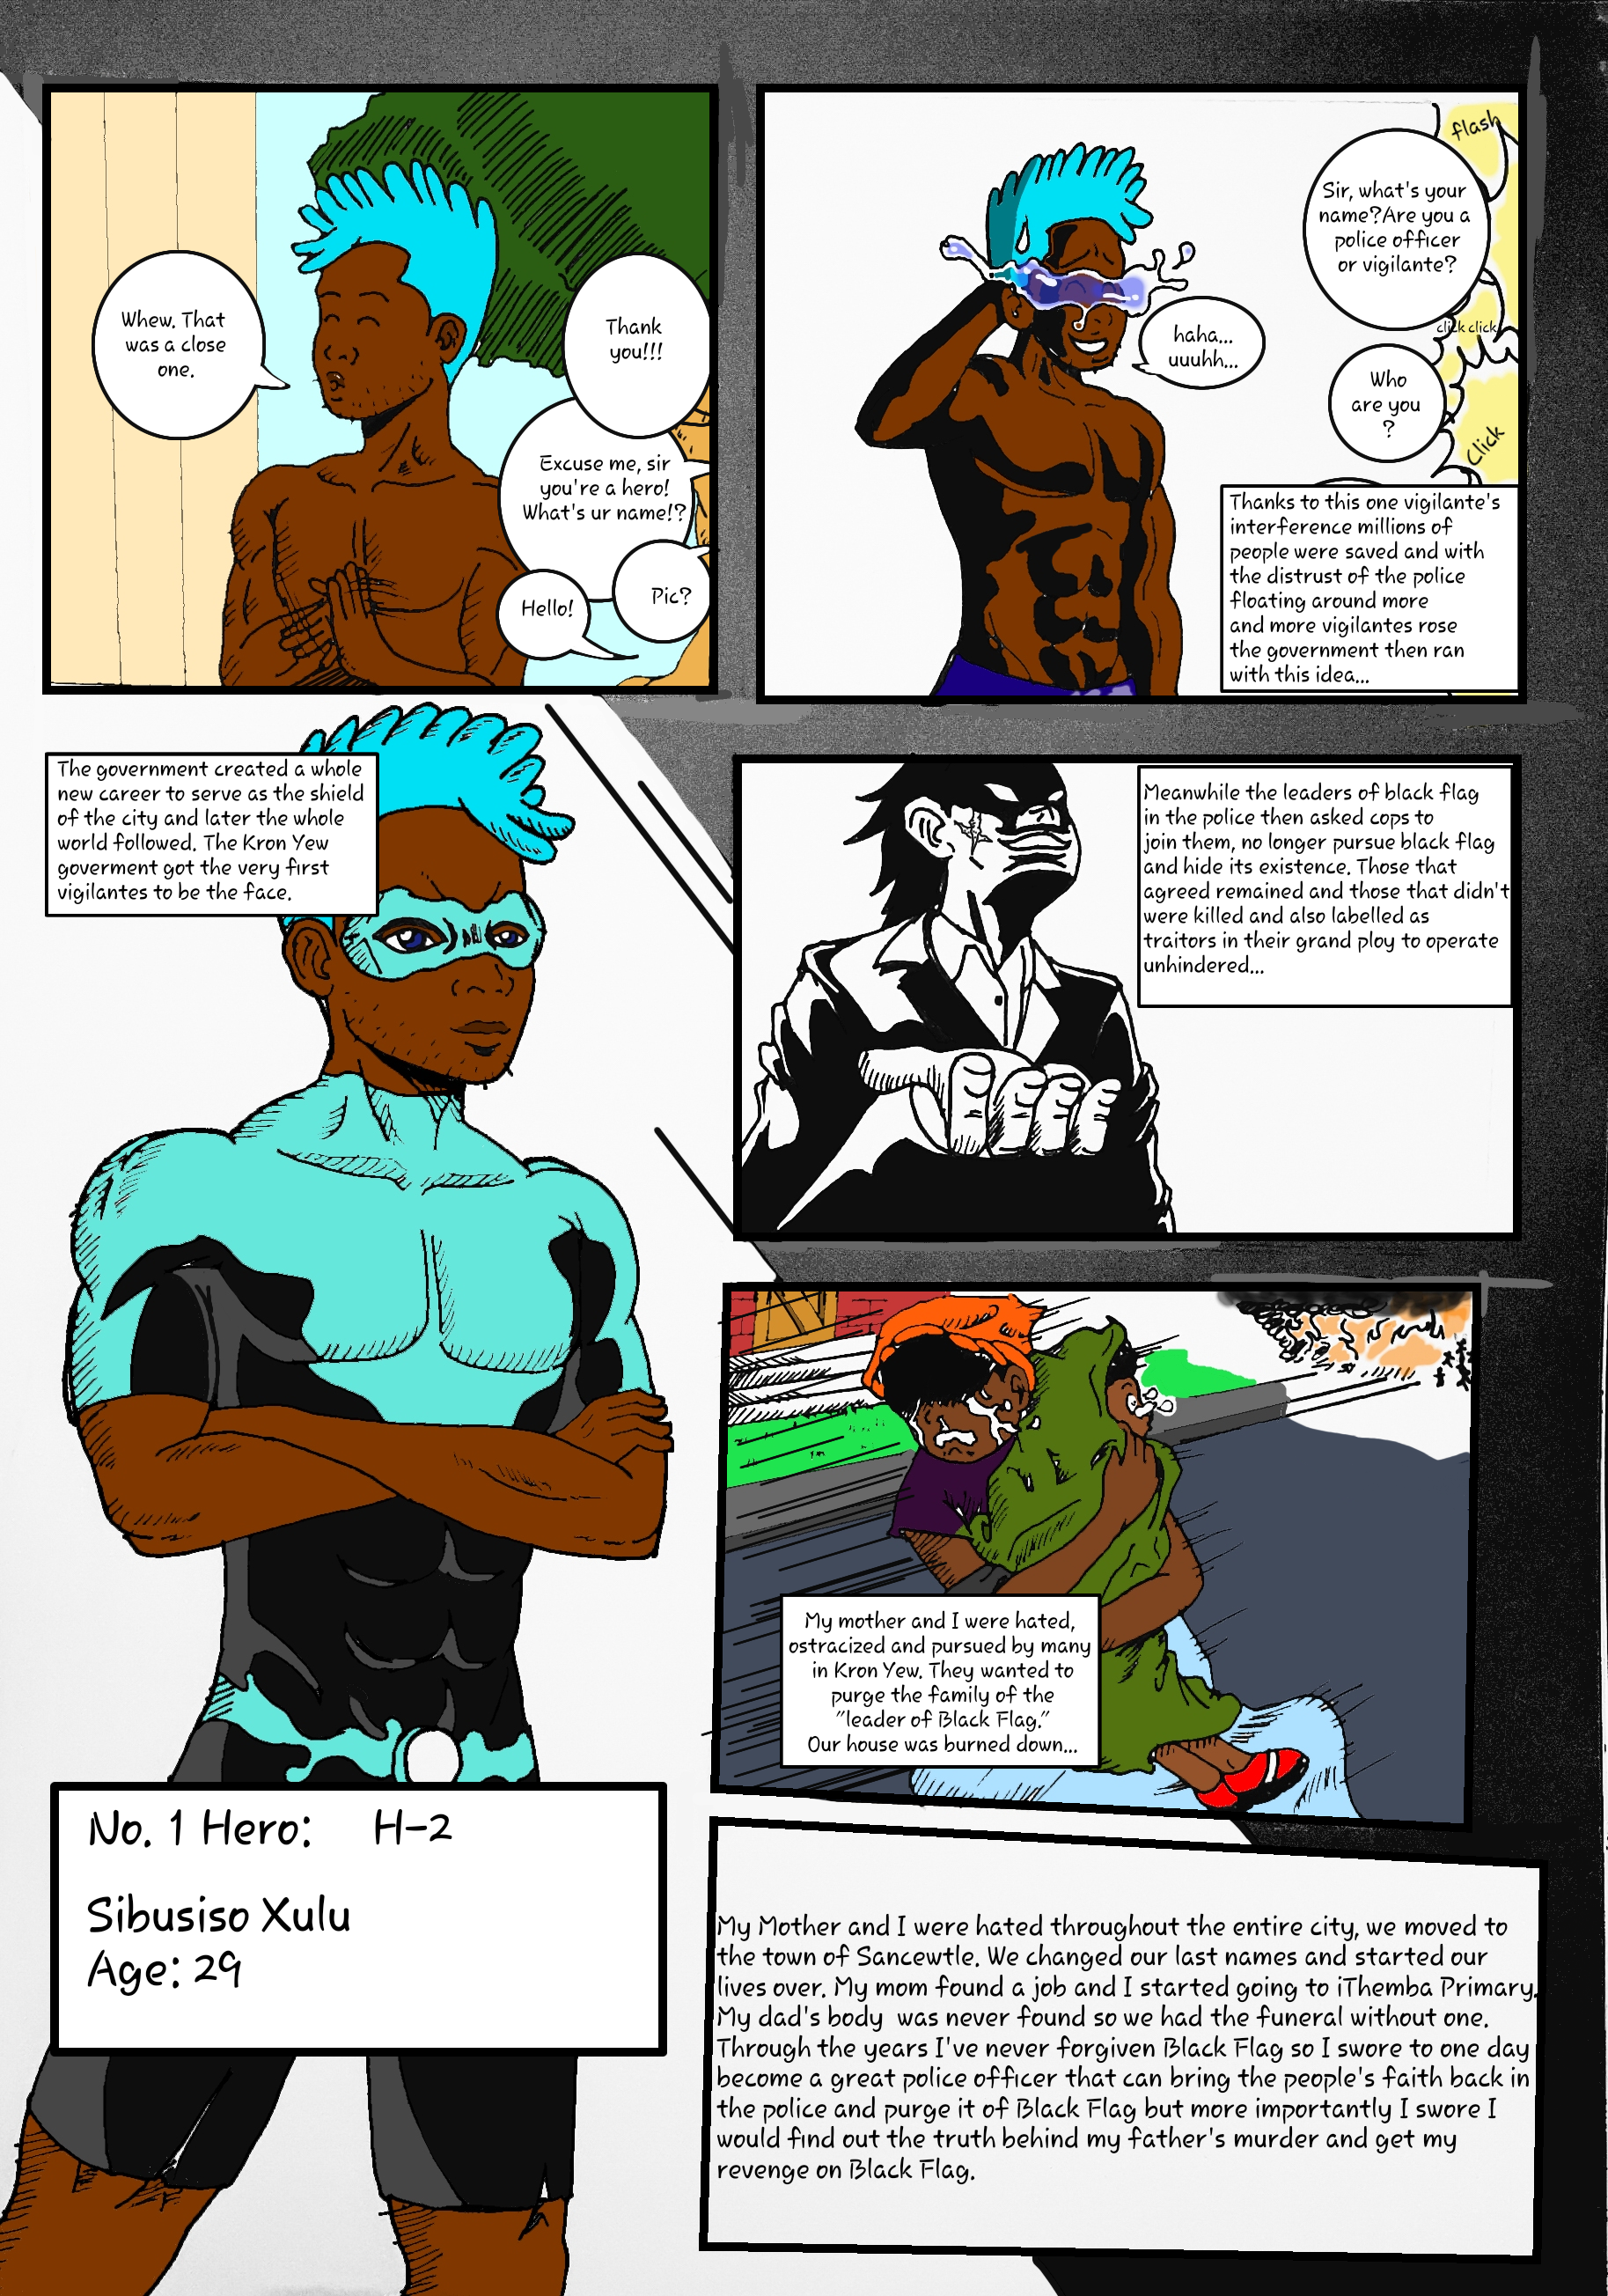 Whew. That
was a close
one.
Thank
you!!!
Excuse me, sir
you're a hero!
What's ur name!?
Pic?
Hello!
flash
Sir, what's your
name?Are you a
police officer
or vigilante?
click click
haha...
uuuhh...
Who
are you
?
Click
Thanks to this one vigilante's
interference millions of
people were saved and with
the distrust of the police
floating around more
and more vigilantes rose
the government then ran
with this idea...
The government created a whole
new career to serve as the shield
of the city and later the whole
world followed. The Kron Yew
goverment got the very first
vigilantes to be the face.
No. 1 Hero: H-2
Sibusiso Xulu
Age: 29
Meanwhile the leaders of black flag
in the police then asked cops to
join them, no longer pursue black flag
and hide its existence. Those that
agreed remained and those that didn't
were killed and also labelled as
traitors in their grand ploy to operate
unhindered...
My mother and I were hated,
ostracized and pursued by many
in Kron Yew. They wanted to
purge the family of the
"leader of Black Flag."
Our house was burned down...
My Mother and I were hated throughout the entire city, we moved to
the town of Sancewtle. We changed our last names and started our
lives over. My mom found a job and I started going to iThemba Primary.
My dad's body was never found so we had the funeral without one.
Through the years I've never forgiven Black Flag so I swore to one day
become a great police officer that can bring the people's faith back in
the police and purge it of Black Flag but more importantly I swore I
would find out the truth behind my father's murder and get my
revenge on Black Flag.